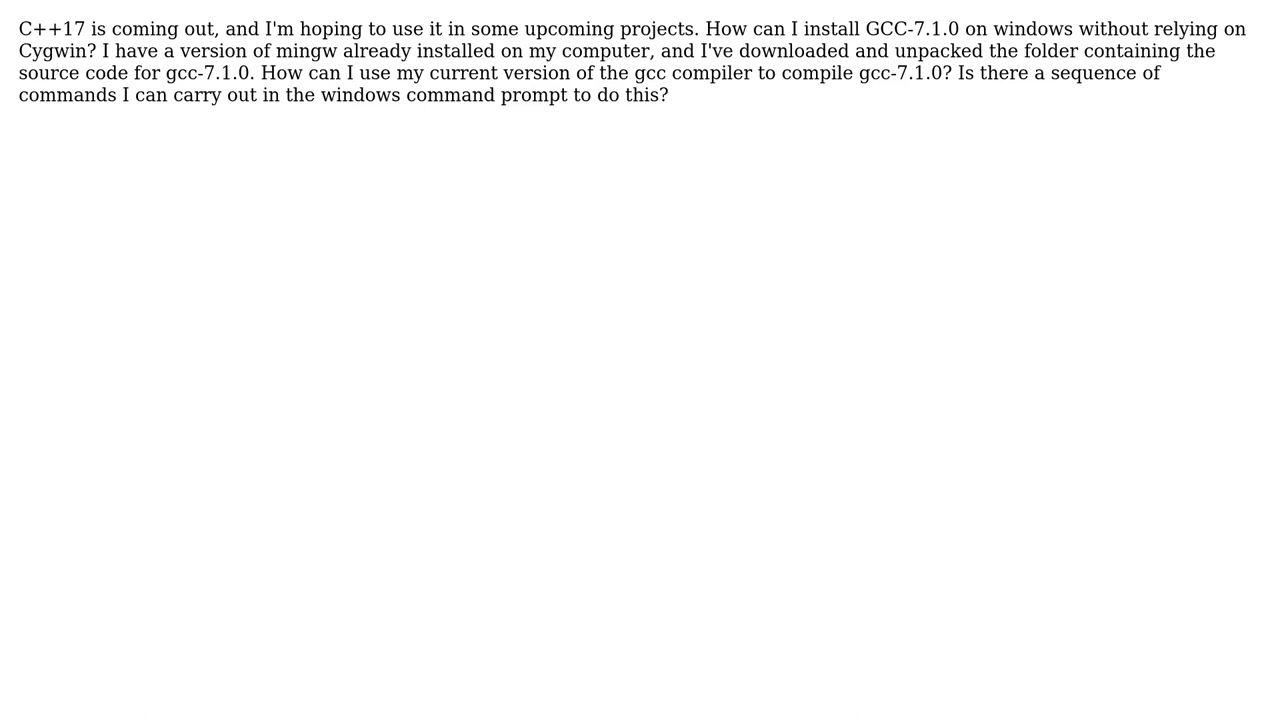 C++17 is coming out, and I'm hoping to use it in some upcoming projects. How can I install GCC-7.1.0 on windows without relying on
Cygwin? I have a version of mingw already installed on my computer, and I've downloaded and unpacked the folder containing the
source code for gcc-7.1.0. How can I use my current version of the gcc compiler to compile gcc-7.1.0? Is there a sequence of
commands I can carry out in the windows command prompt to do this?